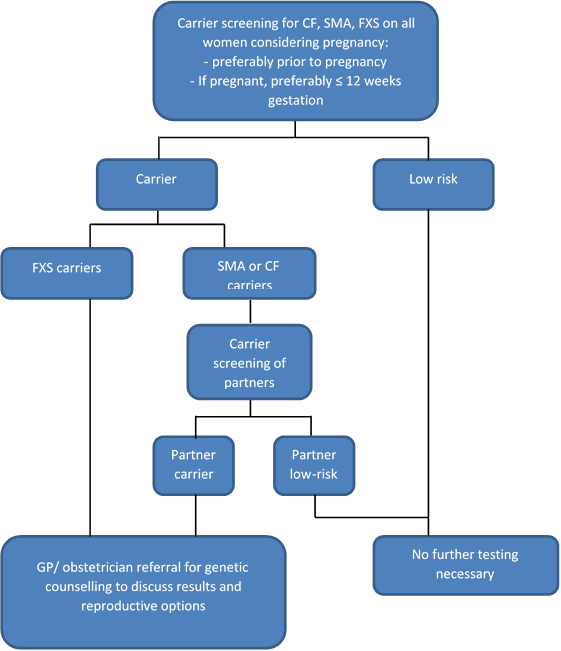 Carrier screening for CF, SMA, FXS on all
women considering pregnancy:
- preferably prior to pregnancy
- If pregnant, preferably ≤ 12 weeks
gestation
Carrier
Low risk
FXS carriers
SMA or CF
carriers
Carrier
screening of
partners
Partner
carrier
Partner
low-risk
GP/ obstetrician referral for genetic
counselling to discuss results and
reproductive options
No further testing
necessary